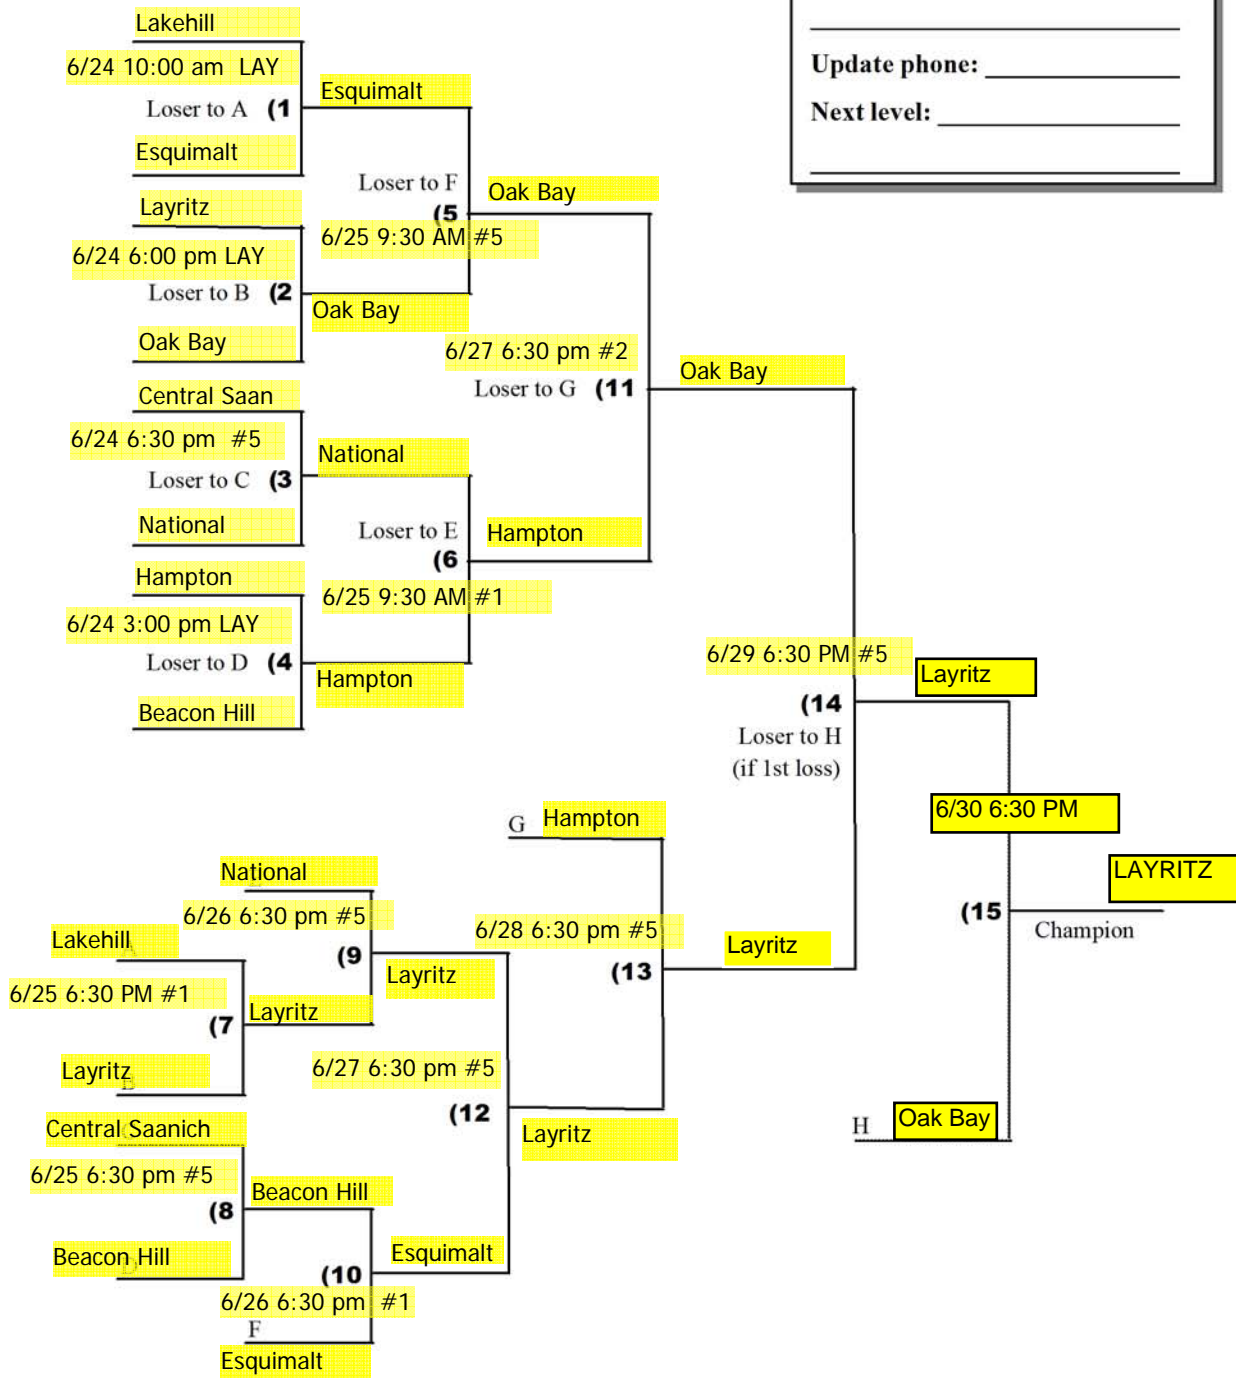 Lakehill
6/24 10:00 am  LAY
Loser to A (1
Esquimalt
Esquimalt
Update phone:
Next level:
Layritz
6/24 6:00 pm LAY
Loser to B (2
Oak Bay
Oak Bay
Loser to F
(5
6/25 9:30 AM #5
Oak Bay
Central Saan
6/24 6:30 pm  #5
Loser to C (3
National
National
Hampton
6/24 3:00 pm LAY
Loser to D (4
Beacon Hill
Hampton
Loser to E
(6
6/25 9:30 AM #1
Hampton
6/27 6:30 pm #2
Loser to G (11
Oak Bay
6/29 6:30 PM #5
(14
Loser to H
(if 1st loss)
Layritz
6/30 6:30 PM
LAYRITZ
(15
Champion
G Hampton
National
6/26 6:30 pm #5
(9
Lakehill
A
6/25 6:30 PM #1
(7
Layritz
Layritz
B
Layritz
6/28 6:30 pm #5
(13
Layritz
6/27 6:30 pm #5
(12
Layritz
H Oak Bay
Central Saanich
6/25 6:30 pm #5
(8
Beacon Hill
D
Beacon Hill
(10
6/26 6:30 pm  #1
F
Esquimalt
Esquimalt